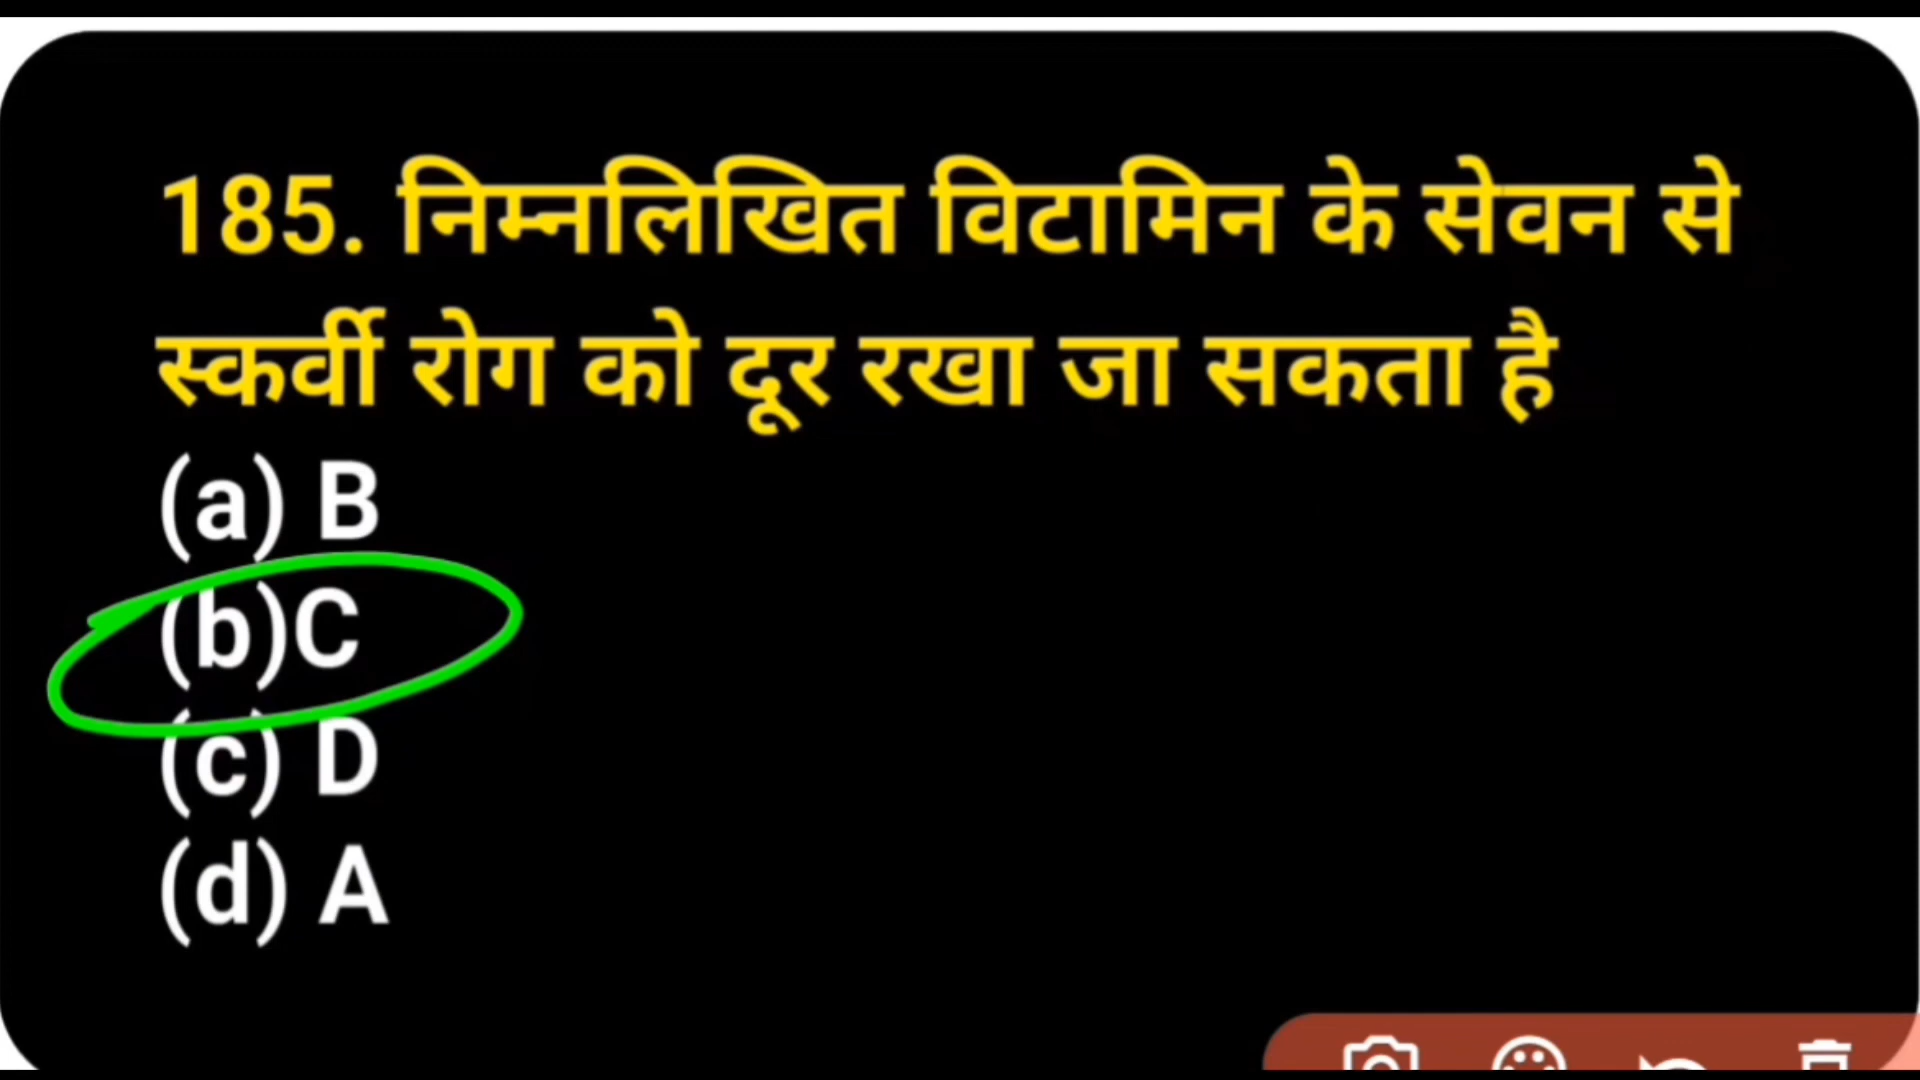 185. निम्नलिखित विटामिन के सेवन से
स्कर्वी रोग को दूर रखा जा सकता है
(a) B
(b)C
(c) D
(d) A